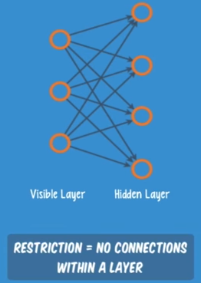 Visible Layer Hidden Layer
RESTRICTION = NO CONNECTIONS
WITHIN A LAYER